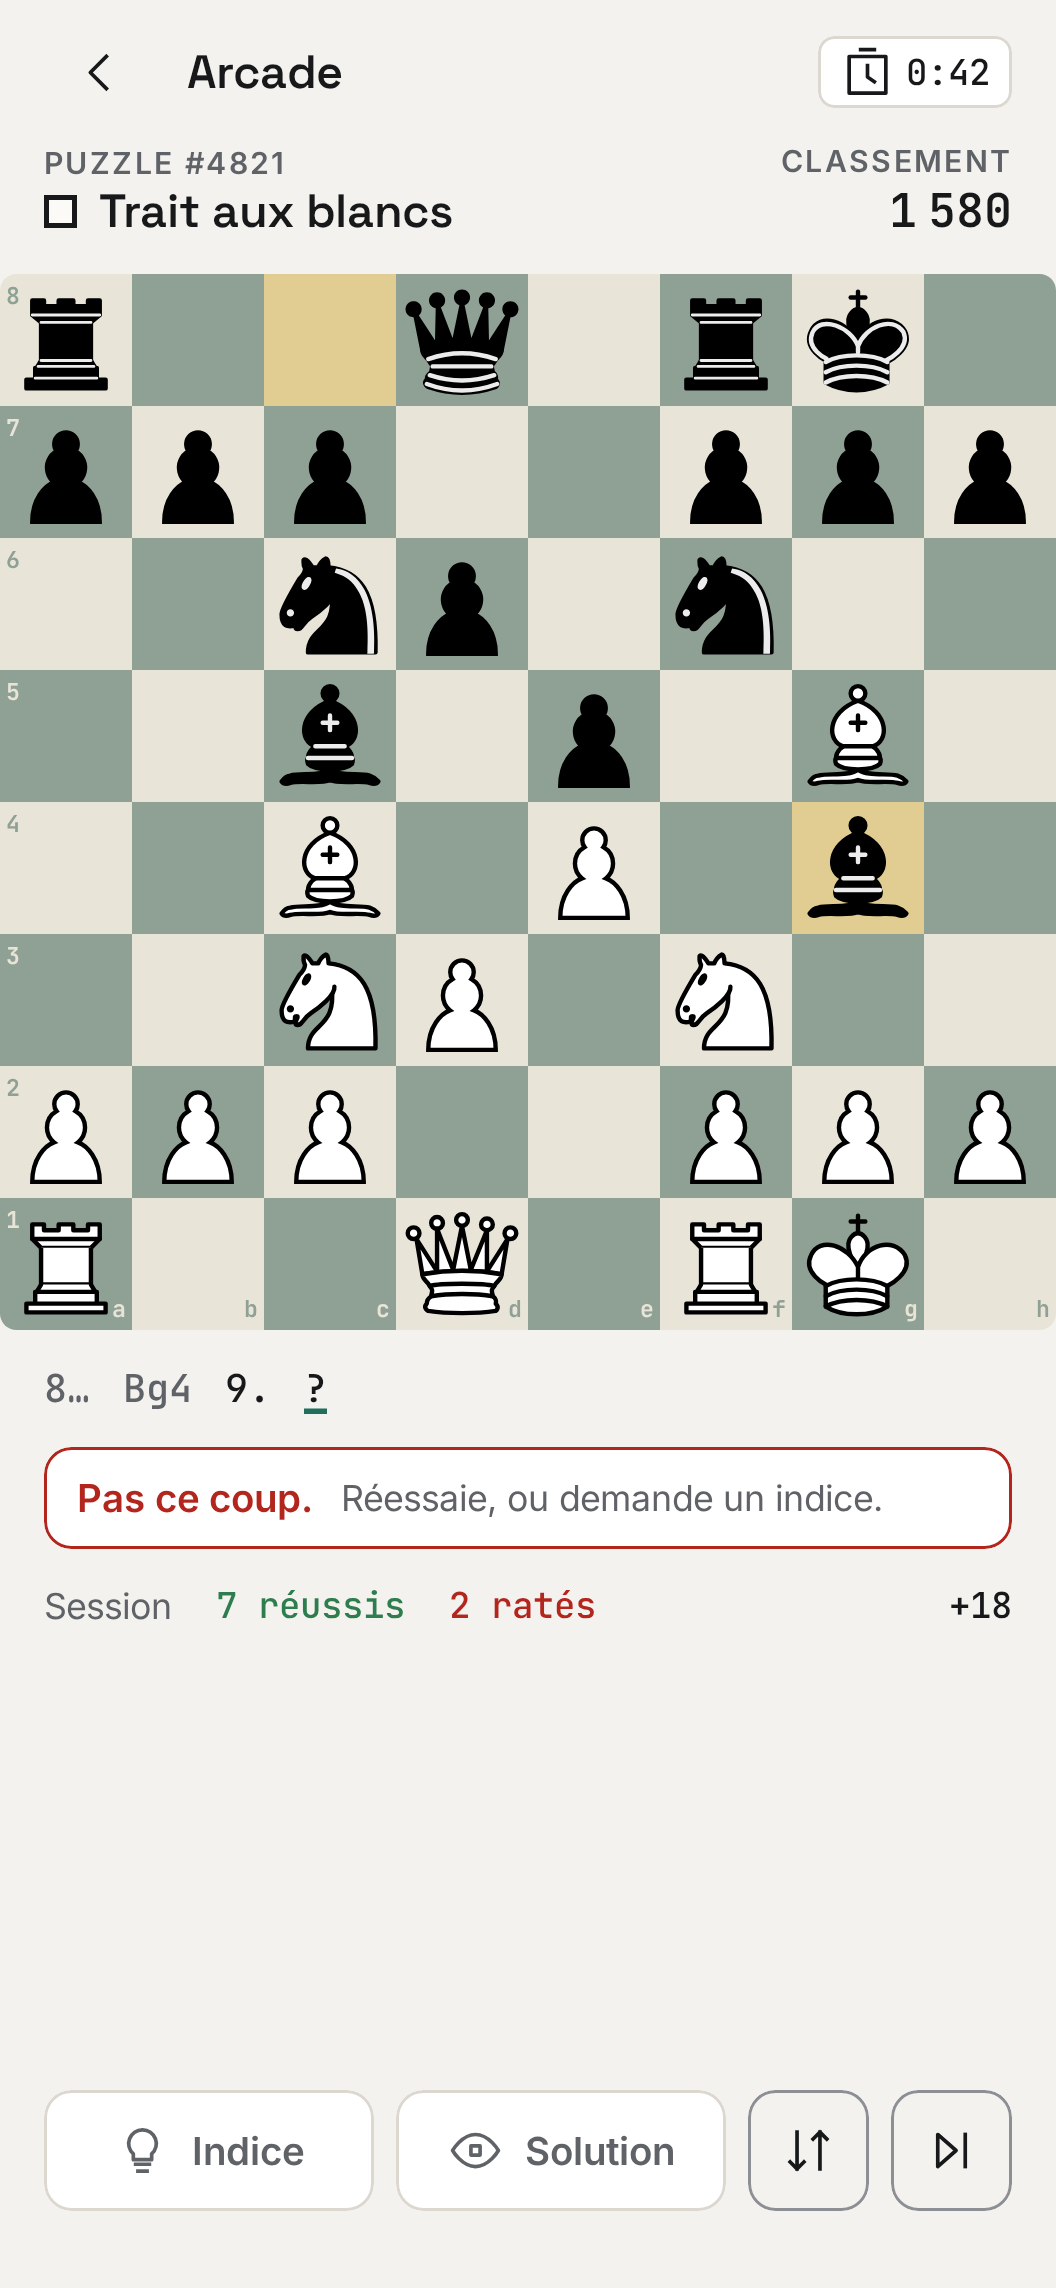 Arcade
0:42
PUZZLE #4821
CLASSEMENT
Trait aux blancs
1 580
8
7
6
5
4
3
2
1
a b c d e f g h
8… Bg4 9. ?
Pas ce coup. Réessaie, ou demande un indice.
Session 7 réussis 2 ratés +18
Indice
Solution